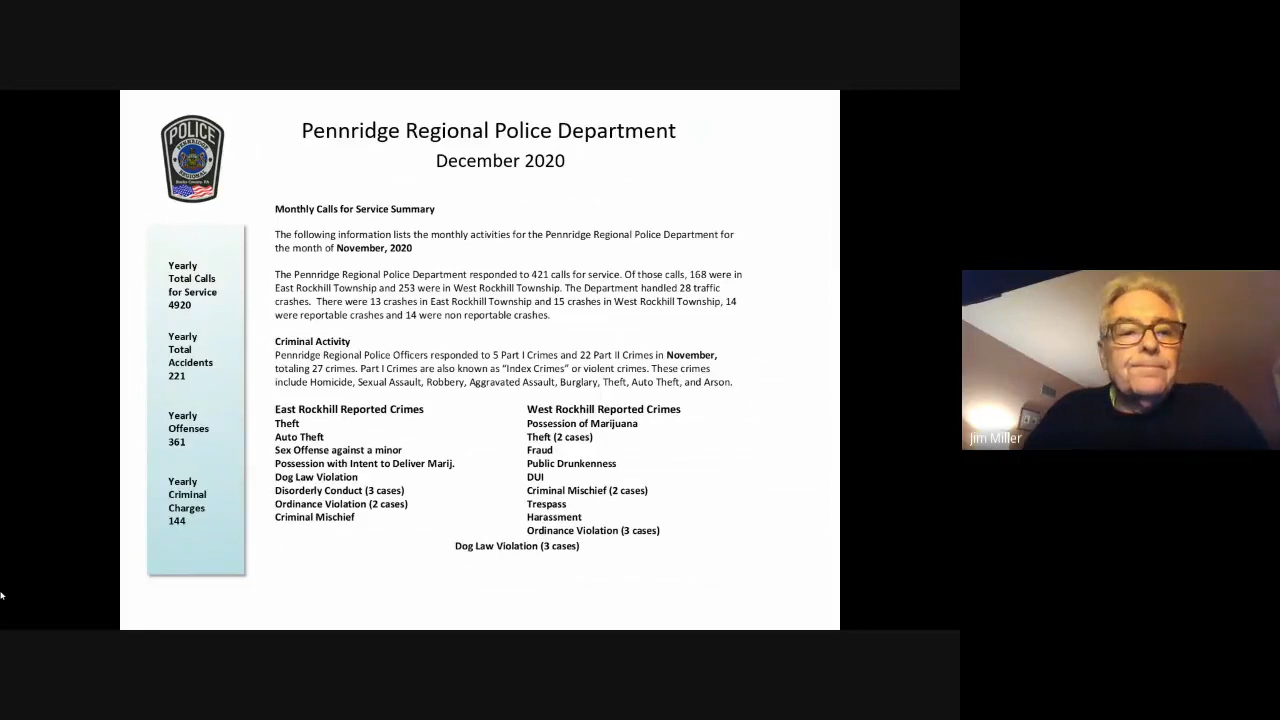 POLICE
PENNRIDGE
REGIONAL
Pennridge Regional Police Department
December 2020
Monthly Calls for Service Summary
The following information lists the monthly activities for the Pennridge Regional Police Department for
the month of November, 2020
The Pennridge Regional Police Department responded to 421 calls for service. Of those calls, 168 were in
East Rockhill Township and 253 were in West Rockhill Township. The Department handled 28 traffic
crashes. There were 13 crashes in East Rockhill Township and 15 crashes in West Rockhill Township, 14
were reportable crashes and 14 were non reportable crashes.
Criminal Activity
Pennridge Regional Police Officers responded to 5 Part I Crimes and 22 Part II Crimes in November,
totaling 27 crimes. Part I Crimes are also known as “Index Crimes” or violent crimes. These crimes
include Homicide, Sexual Assault, Robbery, Aggravated Assault, Burglary, Theft, Auto Theft, and Arson.
East Rockhill Reported Crimes
Theft
Auto Theft
Sex Offense against a minor
Possession with Intent to Deliver Marij.
Dog Law Violation
Disorderly Conduct (3 cases)
Ordinance Violation (2 cases)
Criminal Mischief
West Rockhill Reported Crimes
Possession of Marijuana
Theft (2 cases)
Fraud
Public Drunkenness
DUI
Criminal Mischief (2 cases)
Trespass
Harassment
Ordinance Violation (3 cases)
Dog Law Violation (3 cases)
Yearly
Total Calls
for Service
4920
Yearly
Total
Accidents
221
Yearly
Offenses
361
Yearly
Criminal
Charges
144
Jim Miller